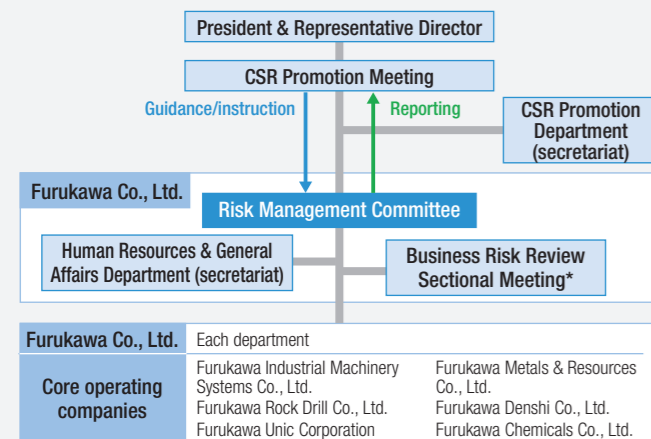 President & Representative Director
CSR Promotion Meeting
Guidance/instruction
Reporting
CSR Promotion
Department
(secretariat)
Furukawa Co., Ltd.
Risk Management Committee
Human Resources & General
Affairs Department (secretariat)
Business Risk Review
Sectional Meeting*
Furukawa Co., Ltd.
Each department
Core operating
companies
Furukawa Industrial Machinery
Systems Co., Ltd.
Furukawa Rock Drill Co., Ltd.
Furukawa Unic Corporation
Furukawa Metals & Resources
Co., Ltd.
Furukawa Denshi Co., Ltd.
Furukawa Chemicals Co., Ltd.